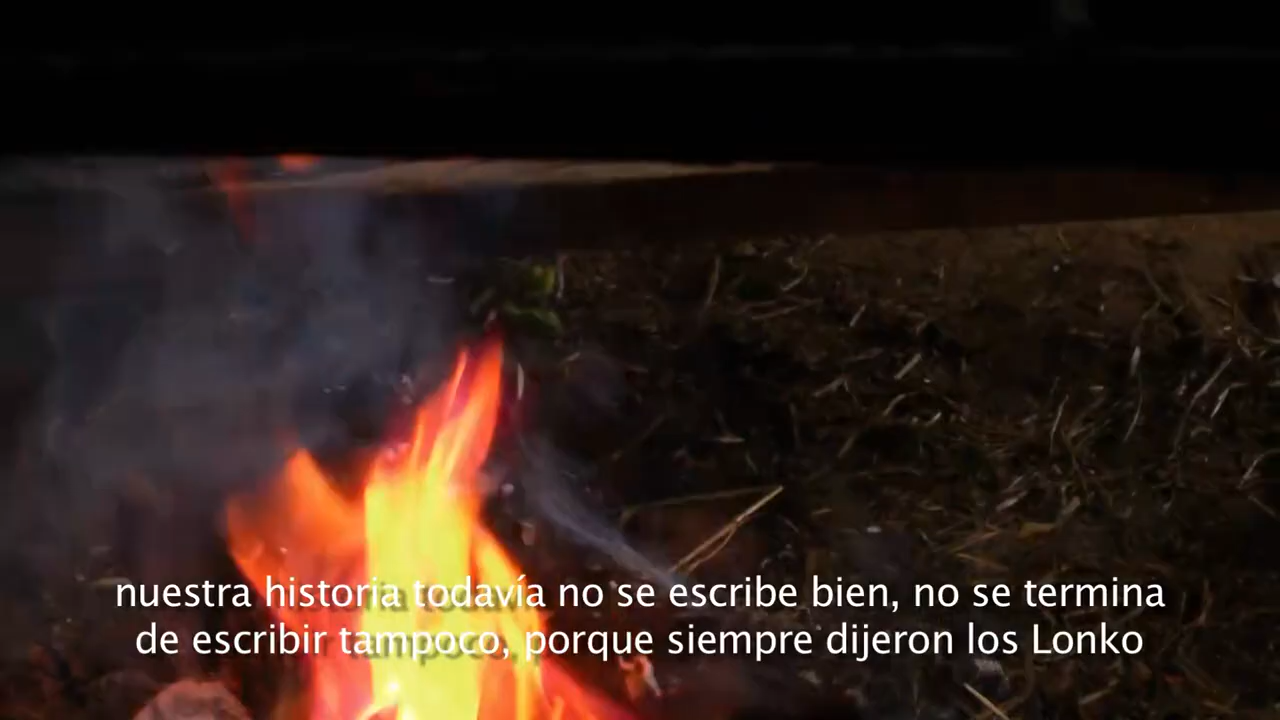 nuestra historia todavía no se escribe bien, no se termina
de escribir tampoco, porque siempre dijeron los Lonko